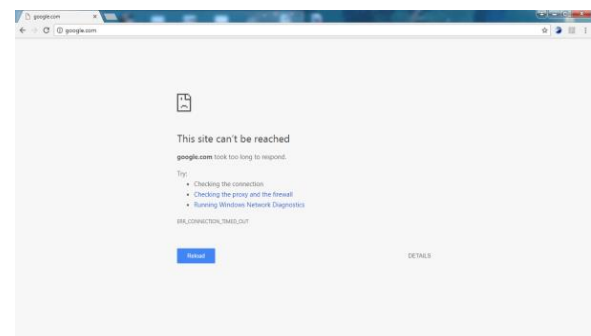 google.com
google.com
This site can't be reached
google.com took too long to respond.
Try:
Checking the connection
Checking the proxy and the firewall
Running Windows Network Diagnostics
ERR_CONNECTION_TIMED_OUT
Reload
DETAILS